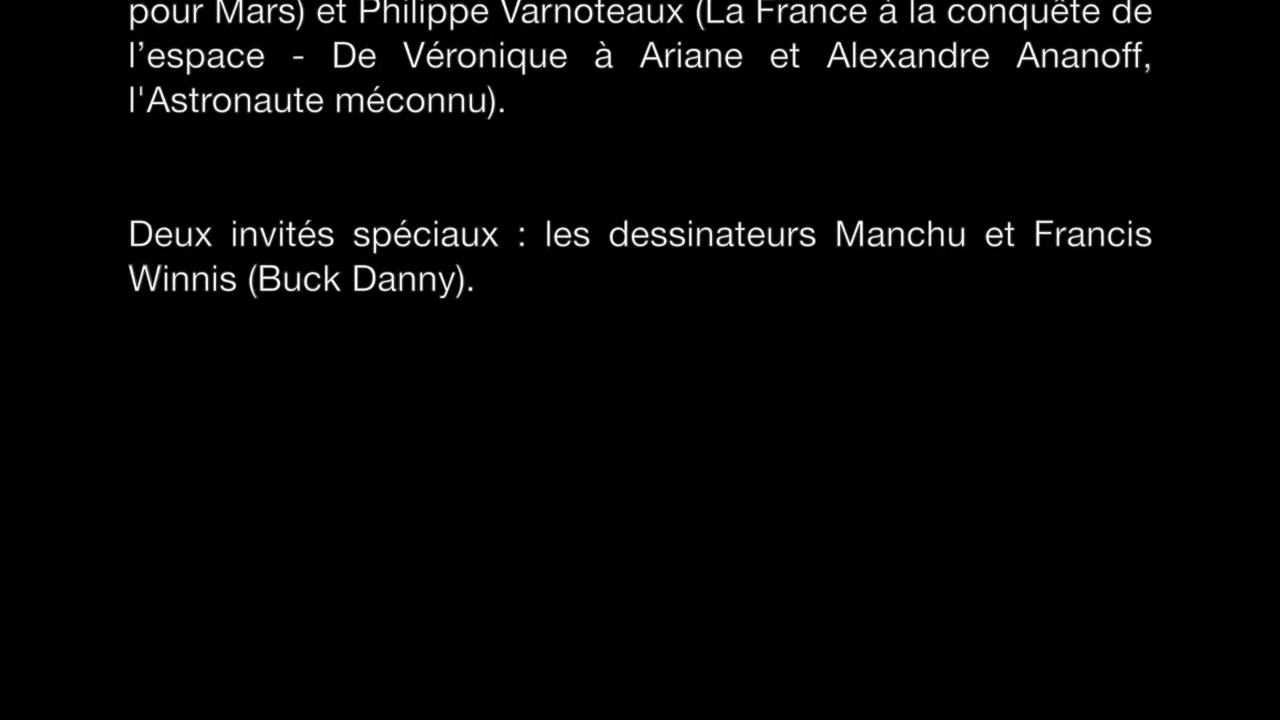 pour Mars) et Philippe Varnoteaux (La France à la conquête de
l’espace - De Véronique à Ariane et Alexandre Ananoff,
l'Astronaute méconnu).
Deux invités spéciaux : les dessinateurs Manchu et Francis
Winnis (Buck Danny).